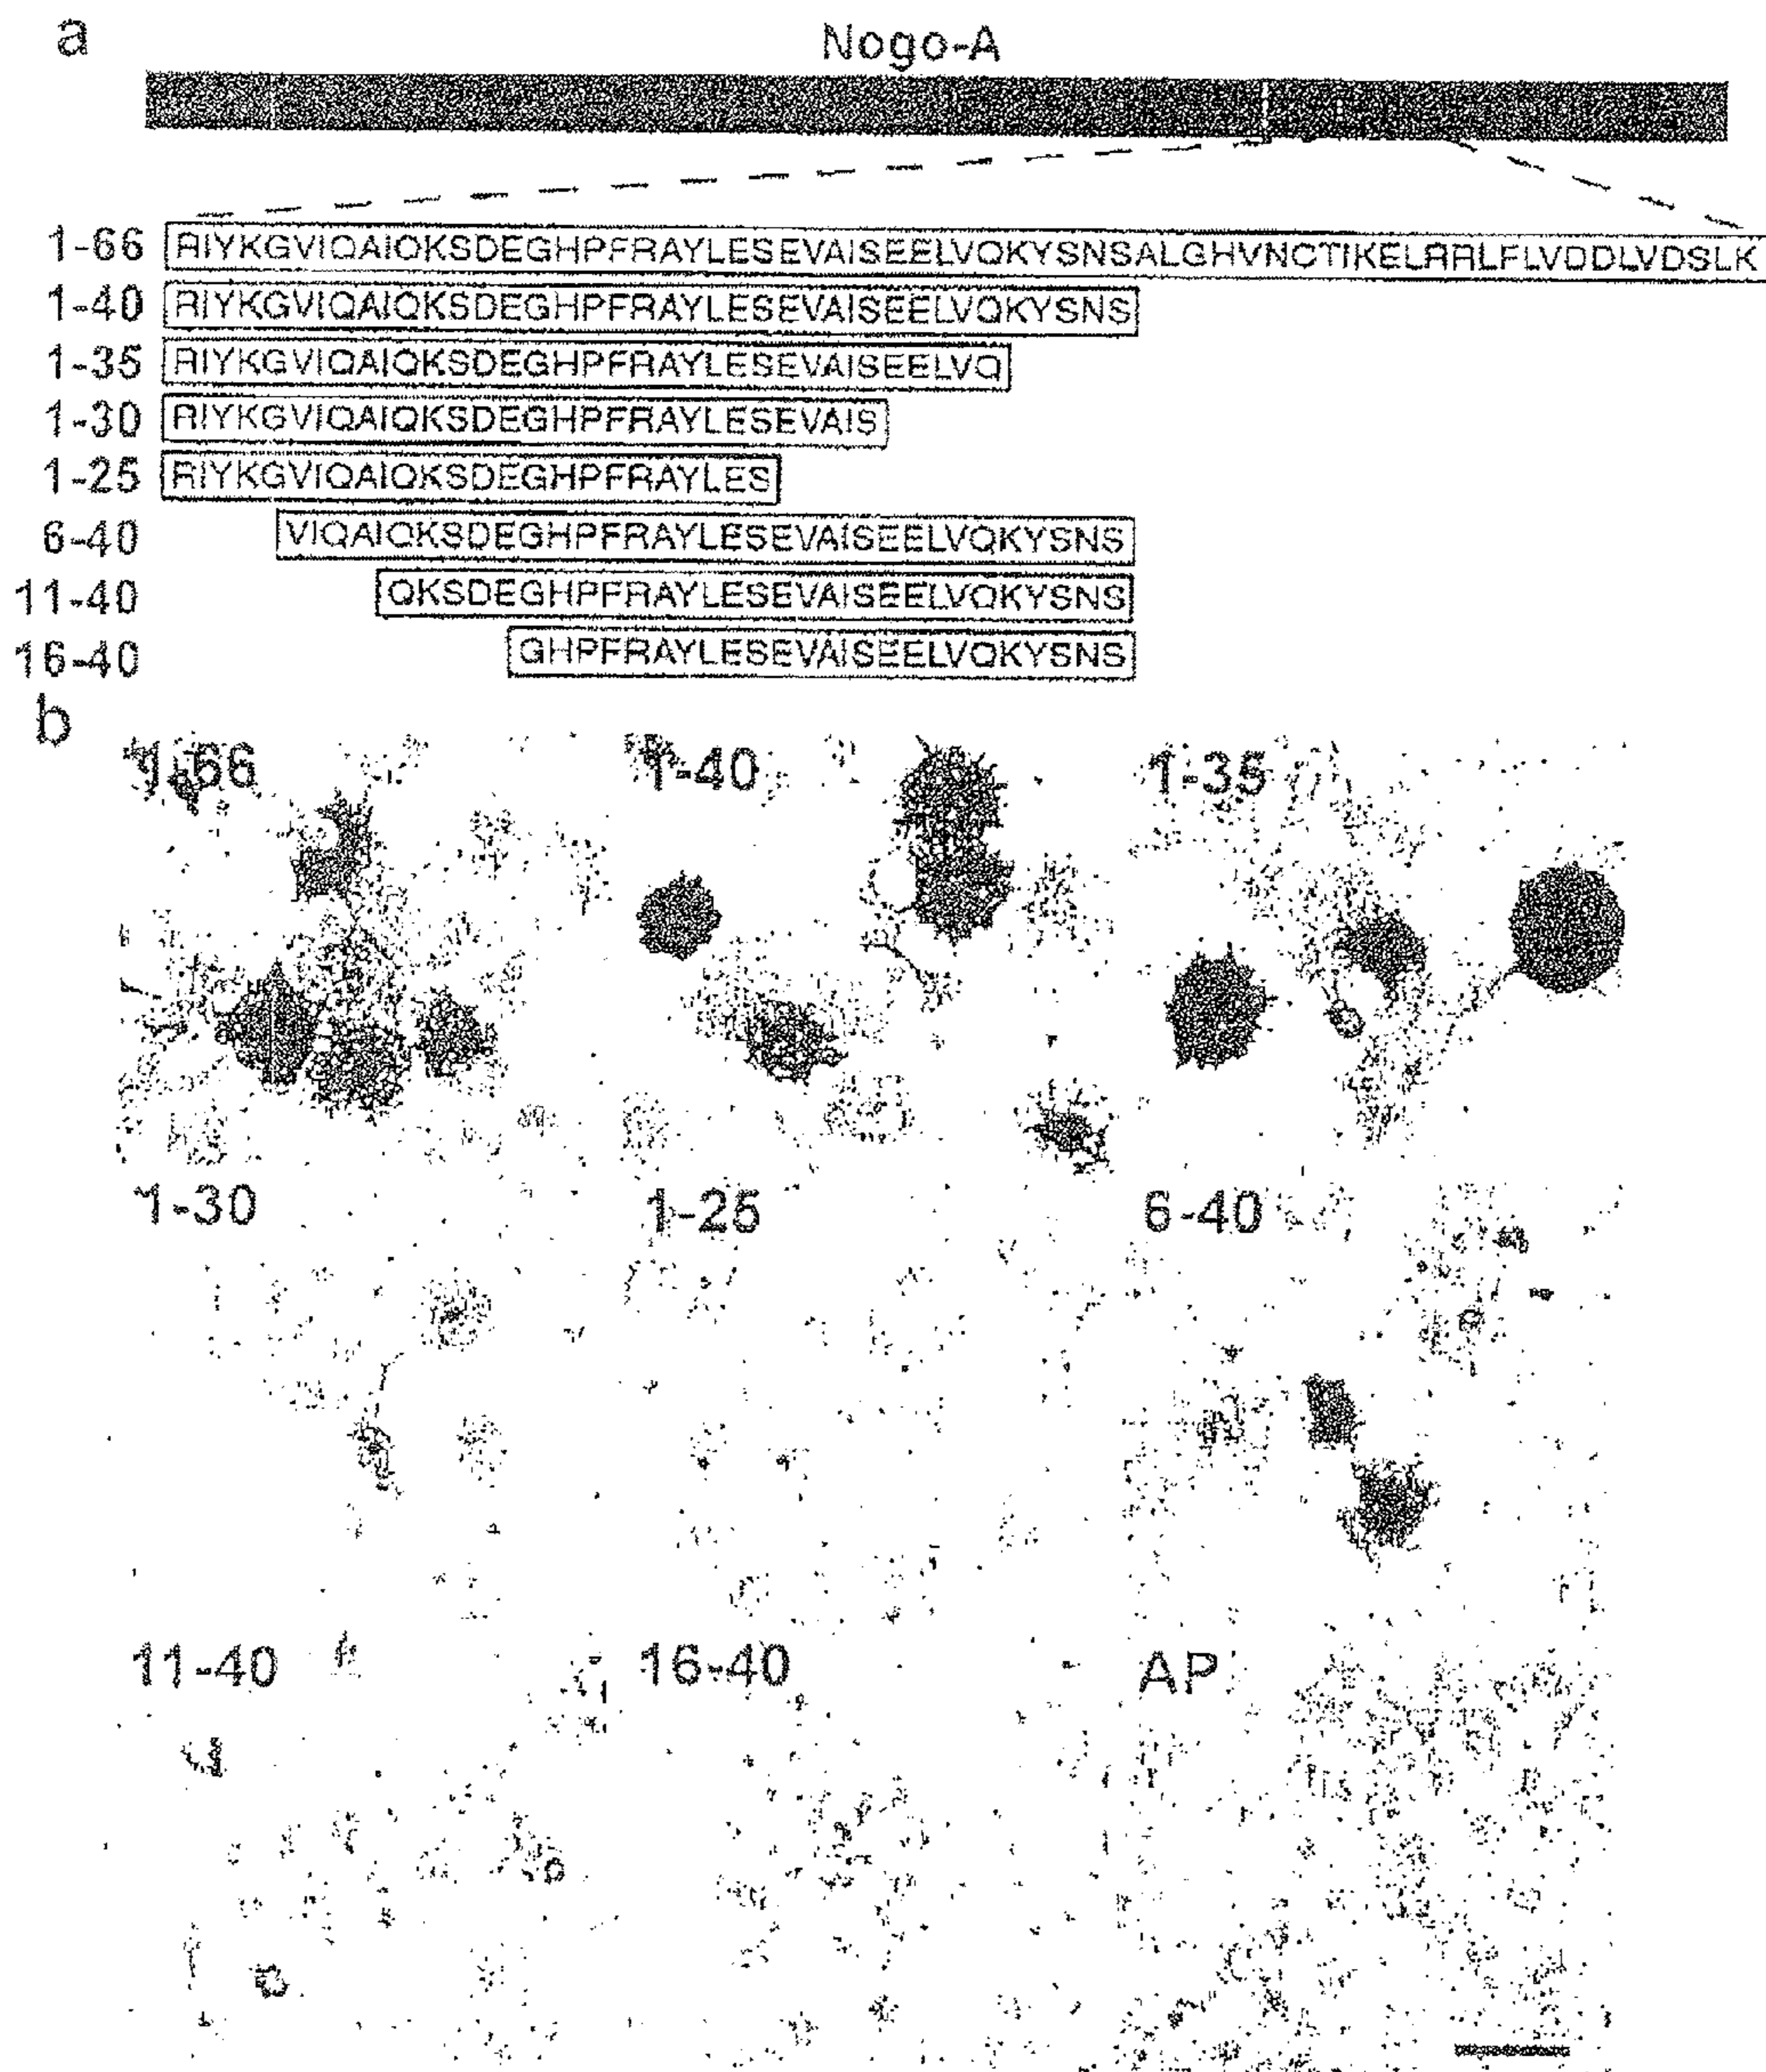 a
Nogo-A
1-66 RIYKGVIQAIQKSDEGHPFRAYLESEVAISEELVQKYSNSALGHVNCTIKELRRLFLVDDLVDSLK
1-40 RIYKGVIQAIQKSDEGHPFRAYLESEVAISEELVQKYSNS
1-35 RIYKGVIQAIQKSDEGHPFRAYLESEVAISEELVQ
1-30 RIYKGVIQAIQKSDEGHPFRAYLESEVAIS
1-25 RIYKGVIQAIQKSDEGHPFRAYLES
6-40 VIQAIQKSDEGHPFRAYLESEVAISEELVQKYSNS
11-40 QKSDEGHPFRAYLESEVAISEELVQKYSNS
16-40 GHPFRAYLESEVAISEELVQKYSNS
b
1-66 1-40 1-35
1-30 1-25 6-40
11-40 16-40 AP